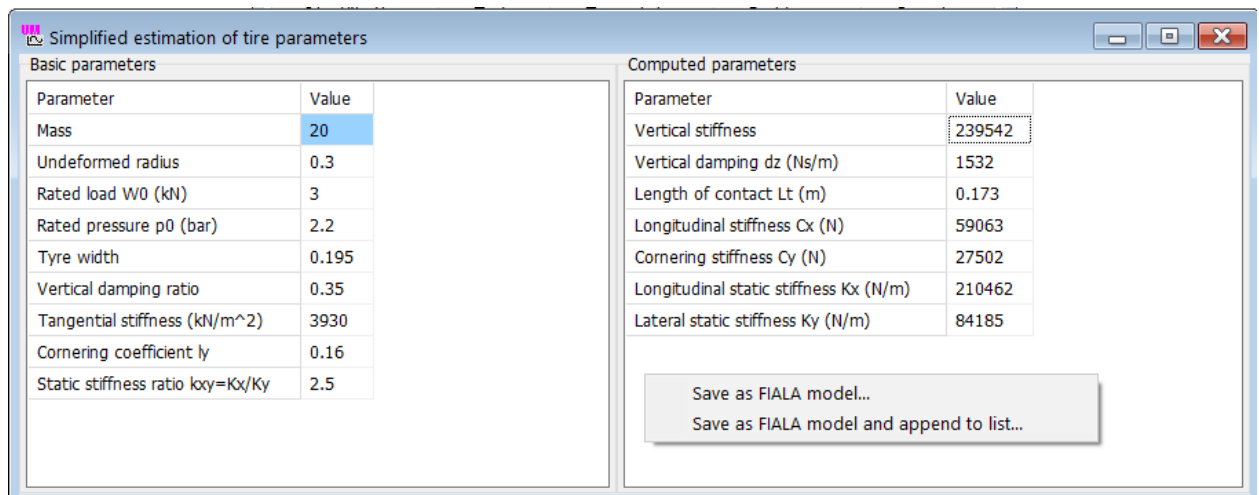 UM Simplified estimation of tire parameters
Basic parameters
Parameter Value
Mass 20
Undeformed radius 0.3
Rated load W0 (kN) 3
Rated pressure p0 (bar) 2.2
Tyre width 0.195
Vertical damping ratio 0.35
Tangential stiffness (kN/m^2) 3930
Cornering coefficient ly 0.16
Static stiffness ratio kxy=Kx/Ky 2.5
Computed parameters
Parameter Value
Vertical stiffness 239542
Vertical damping dz (Ns/m) 1532
Length of contact Lt (m) 0.173
Longitudinal stiffness Cx (N) 59063
Cornering stiffness Cy (N) 27502
Longitudinal static stiffness Kx (N/m) 210462
Lateral static stiffness Ky (N/m) 84185
Save as FIALA model...
Save as FIALA model and append to list...